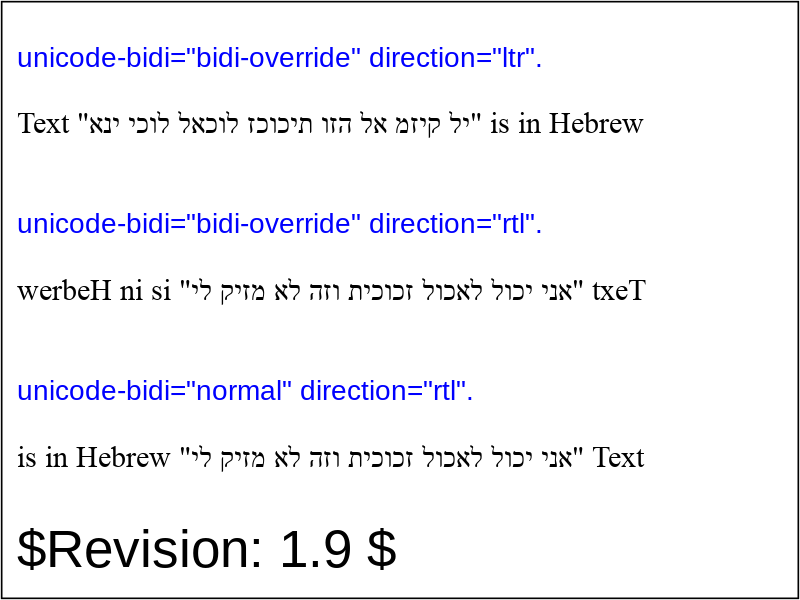 unicode-bidi="bidi-override" direction="ltr".
Text "יל קיזמ אל הזו תיכוכז לוכאל לוכי ינא" is in Hebrew
unicode-bidi="bidi-override" direction="rtl".
werbeH ni si "אני יכול לאכול זכוכית וזה לא מזיק לי" txeT
unicode-bidi="normal" direction="rtl".
is in Hebrew "אני יכול לאכול זכוכית וזה לא מזיק לי" Text
$Revision: 1.9 $